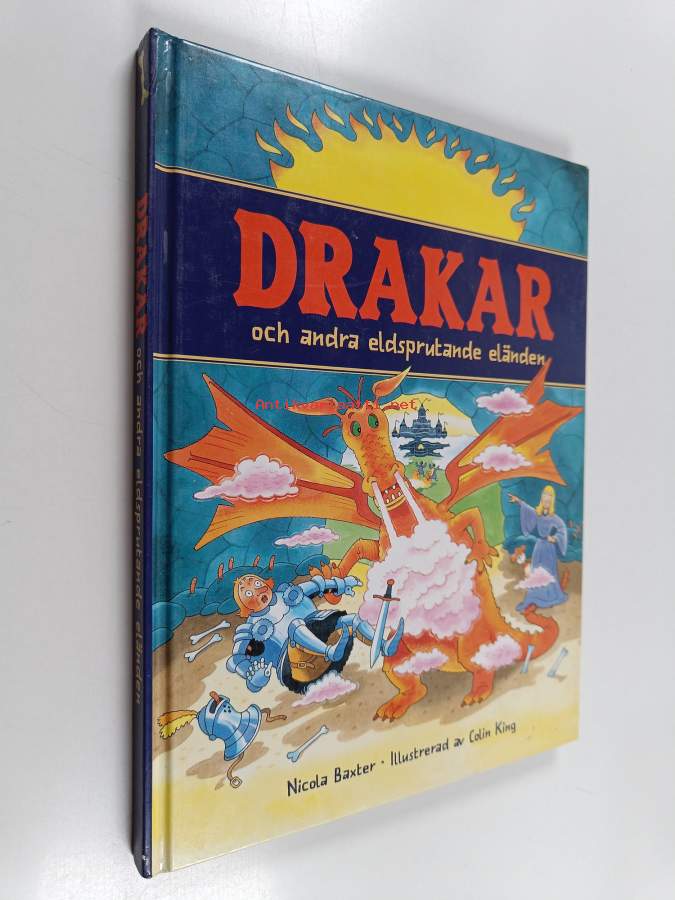 DRAKAR
och andra eldsprutande eländen
Antikvariaatti.net
Nicola Baxter · Illustrerad av Colin King
DRAKAR och andra eldsprutande eländen